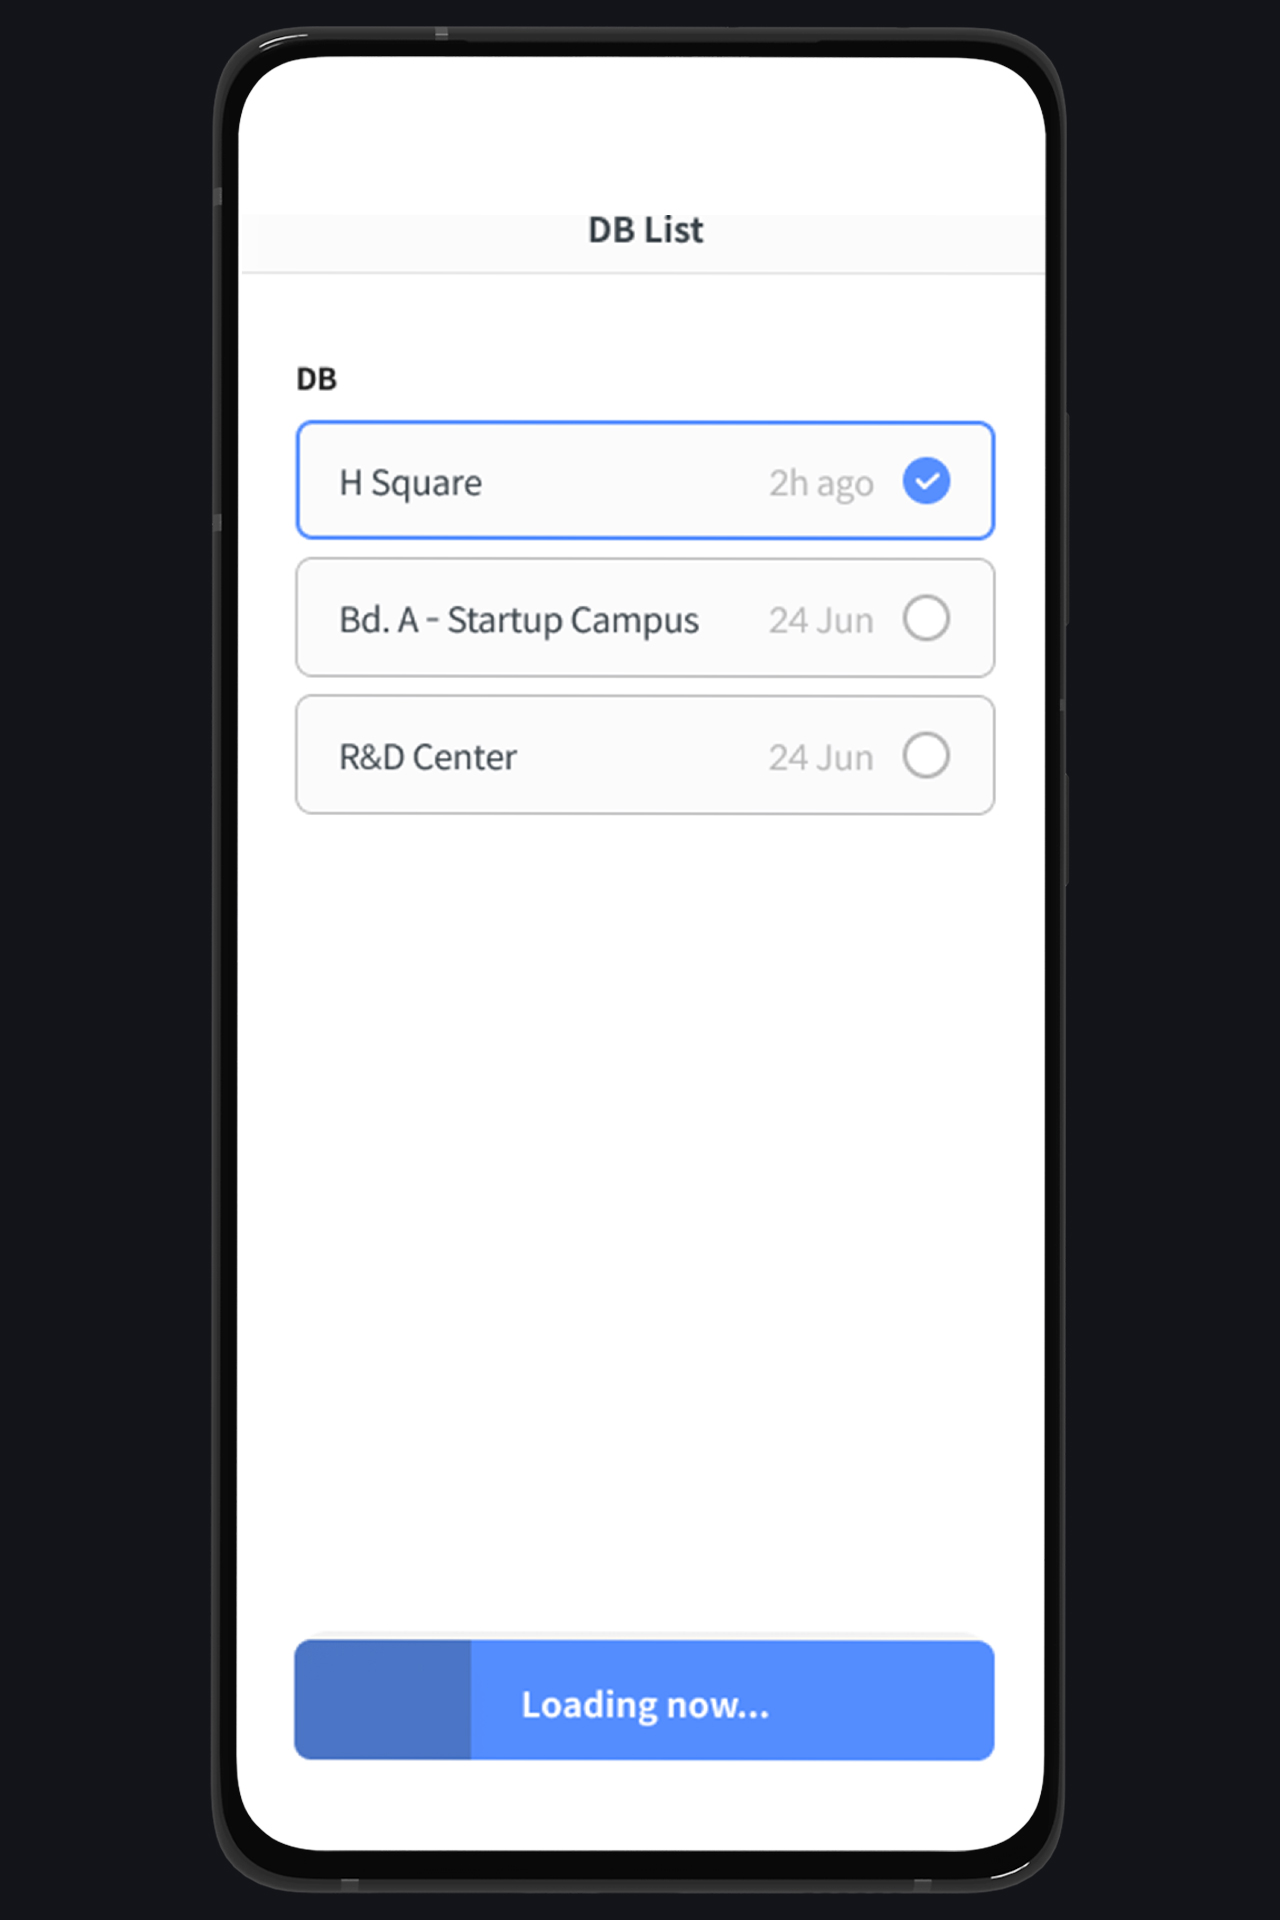 DB List
DB
H Square 2h ago
Bd. A - Startup Campus 24 Jun
R&D Center 24 Jun
Loading now...